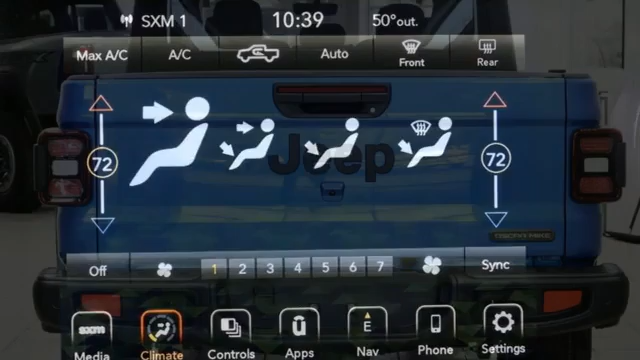 SXM 1 10:39 50°out.
Max A/C A/C Auto Front Rear
72 72
Jeep
Off 1 2 3 4 5 6 7 Sync
sxm E
Media Climate Controls Apps Nav Phone Settings